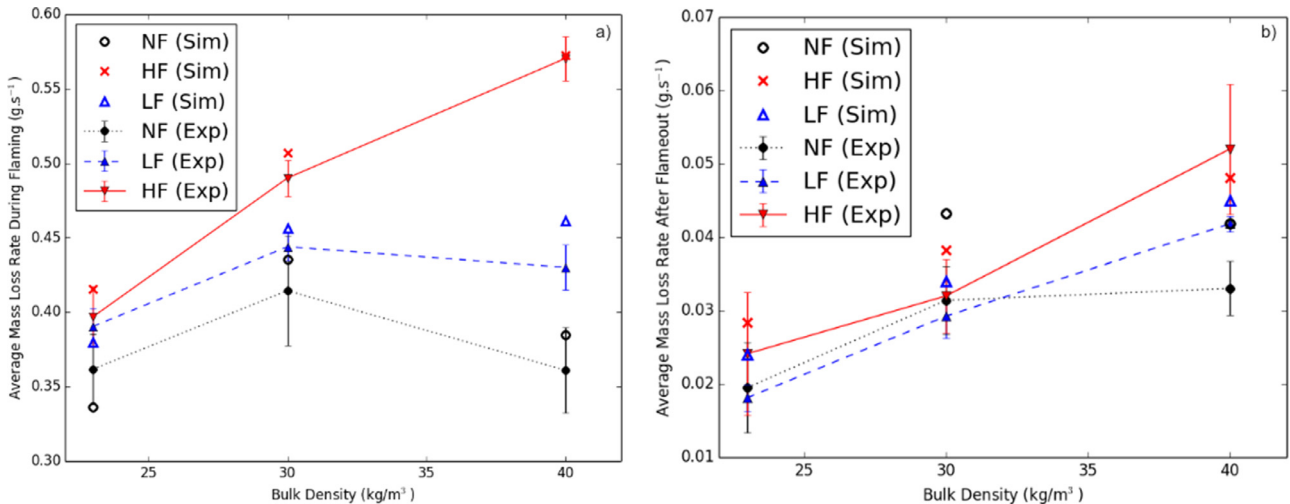 a)
NF (Sim)
HF (Sim)
LF (Sim)
NF (Exp)
LF (Exp)
HF (Exp)
Average Mass Loss Rate During Flaming (g.s⁻¹)
0.60
0.55
0.50
0.45
0.40
0.35
0.30
25
30
35
40
Bulk Density (kg/m³)
b)
NF (Sim)
HF (Sim)
LF (Sim)
NF (Exp)
LF (Exp)
HF (Exp)
Average Mass Loss Rate After Flameout (g.s⁻¹)
0.07
0.06
0.05
0.04
0.03
0.02
0.01
25
30
35
40
Bulk Density (kg/m³)